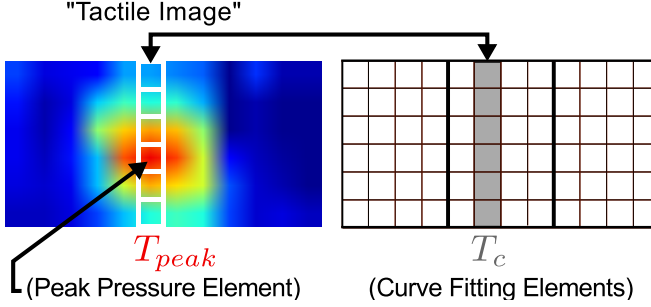 "Tactile Image"
T_peak
T_c
(Peak Pressure Element)
(Curve Fitting Elements)